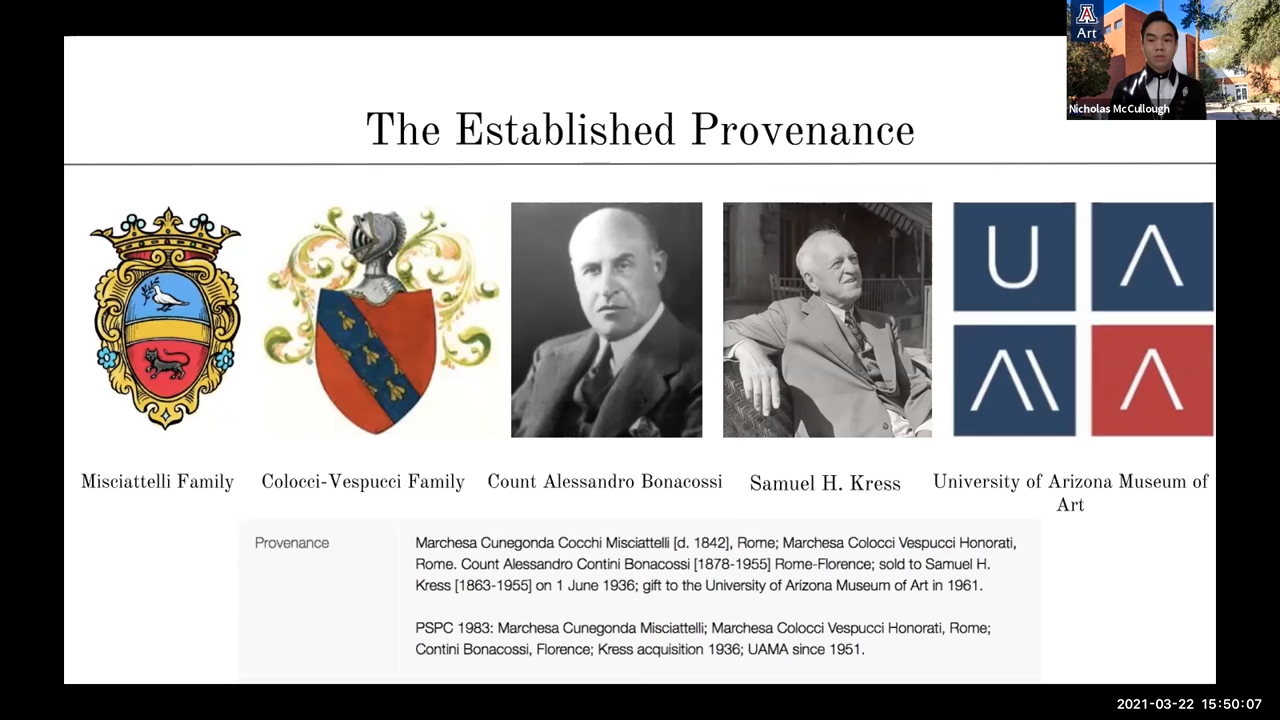 A
Art
Nicholas McCullough
The Established Provenance
U Λ
Λ\ Λ
Misciattelli Family
Colocci-Vespucci Family
Count Alessandro Bonacossi
Samuel H. Kress
University of Arizona Museum of
Art
Provenance
Marchesa Cunegonda Cocchi Misciattelli [d. 1842], Rome; Marchesa Colocci Vespucci Honorati,
Rome. Count Alessandro Contini Bonacossi [1878-1955] Rome-Florence; sold to Samuel H.
Kress [1863-1955] on 1 June 1936; gift to the University of Arizona Museum of Art in 1961.
PSPC 1983: Marchesa Cunegonda Misciattelli; Marchesa Colocci Vespucci Honorati, Rome;
Contini Bonacossi, Florence; Kress acquisition 1936; UAMA since 1951.
2021-03-22 15:50:07